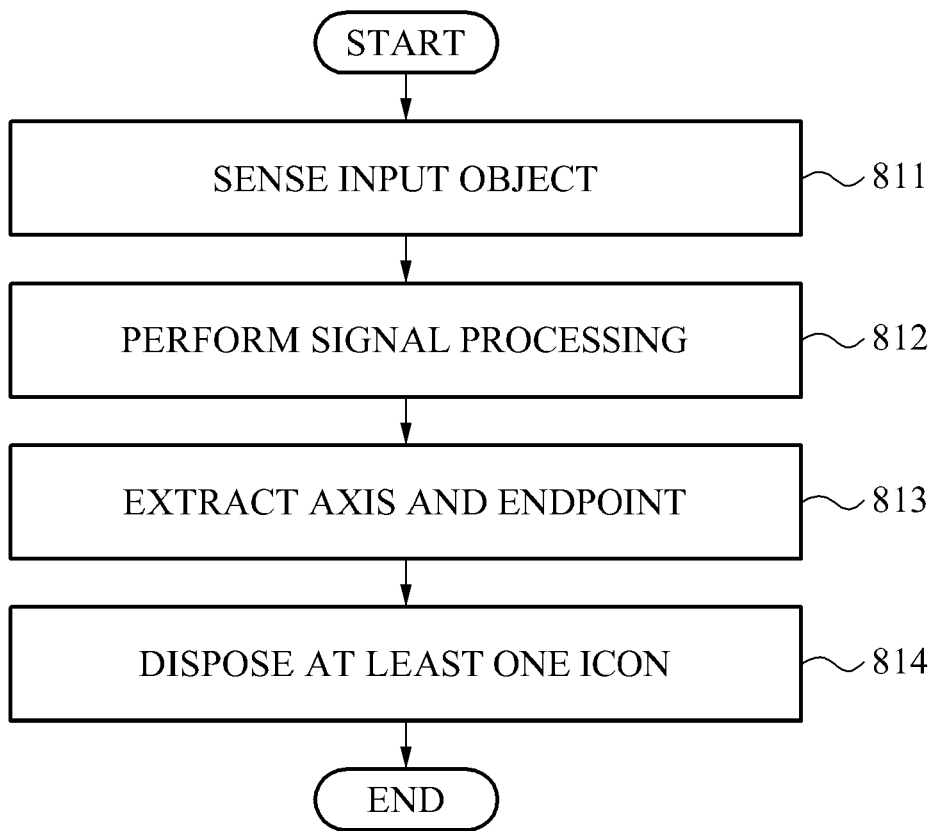 START
SENSE INPUT OBJECT
811
PERFORM SIGNAL PROCESSING
812
EXTRACT AXIS AND ENDPOINT
813
DISPOSE AT LEAST ONE ICON
814
END